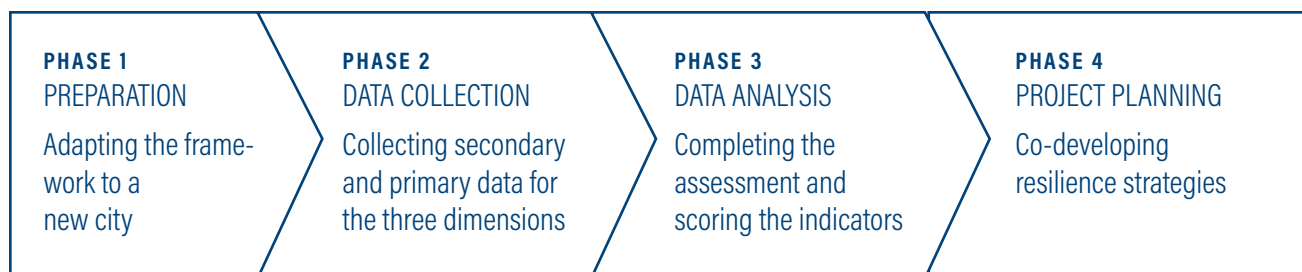 PHASE 1
PREPARATION
Adapting the frame-
work to a
new city
PHASE 2
DATA COLLECTION
Collecting secondary
and primary data for
the three dimensions
PHASE 3
DATA ANALYSIS
Completing the
assessment and
scoring the indicators
PHASE 4
PROJECT PLANNING
Co-developing
resilience strategies